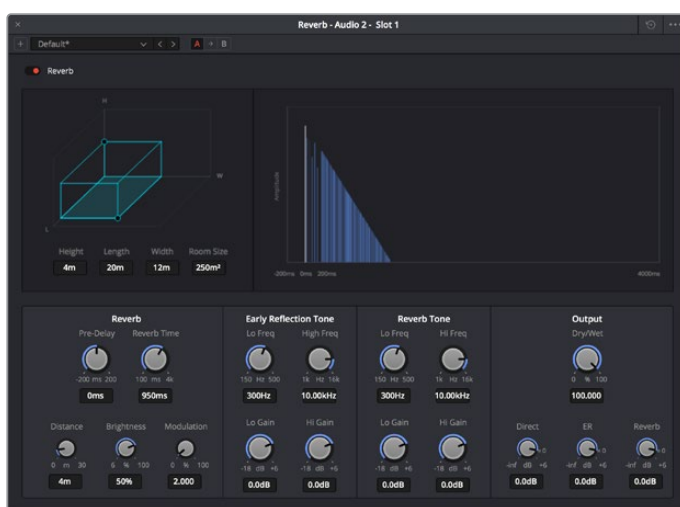 Reverb - Audio 2 - Slot 1
Default*
A
B
Reverb
H
W
L
Height Length Width Room Size
4m 20m 12m 250m²
Amplitude
-200ms 0ms 200ms 4000ms
Reverb Early Reflection Tone Reverb Tone Output
Pre-Delay Reverb Time Lo Freq High Freq Lo Freq Hi Freq Dry/Wet
-200 ms 200 100 ms 4k 150 Hz 500 1k Hz 16k 150 Hz 500 1k Hz 16k 0 % 100
0ms 950ms 300Hz 10.00kHz 300Hz 10.00kHz 100.000
Distance Brightness Modulation Lo Gain Hi Gain Lo Gain Hi Gain Direct ER Reverb
0 0 0
0 m 30 6 % 100 0 % 100 -18 dB +6 -18 dB +6 -18 dB +6 -18 dB +6 -inf dB +6 -inf dB +6 -inf dB +6
4m 50% 2.000 0.0dB 0.0dB 0.0dB 0.0dB 0.0dB 0.0dB 0.0dB